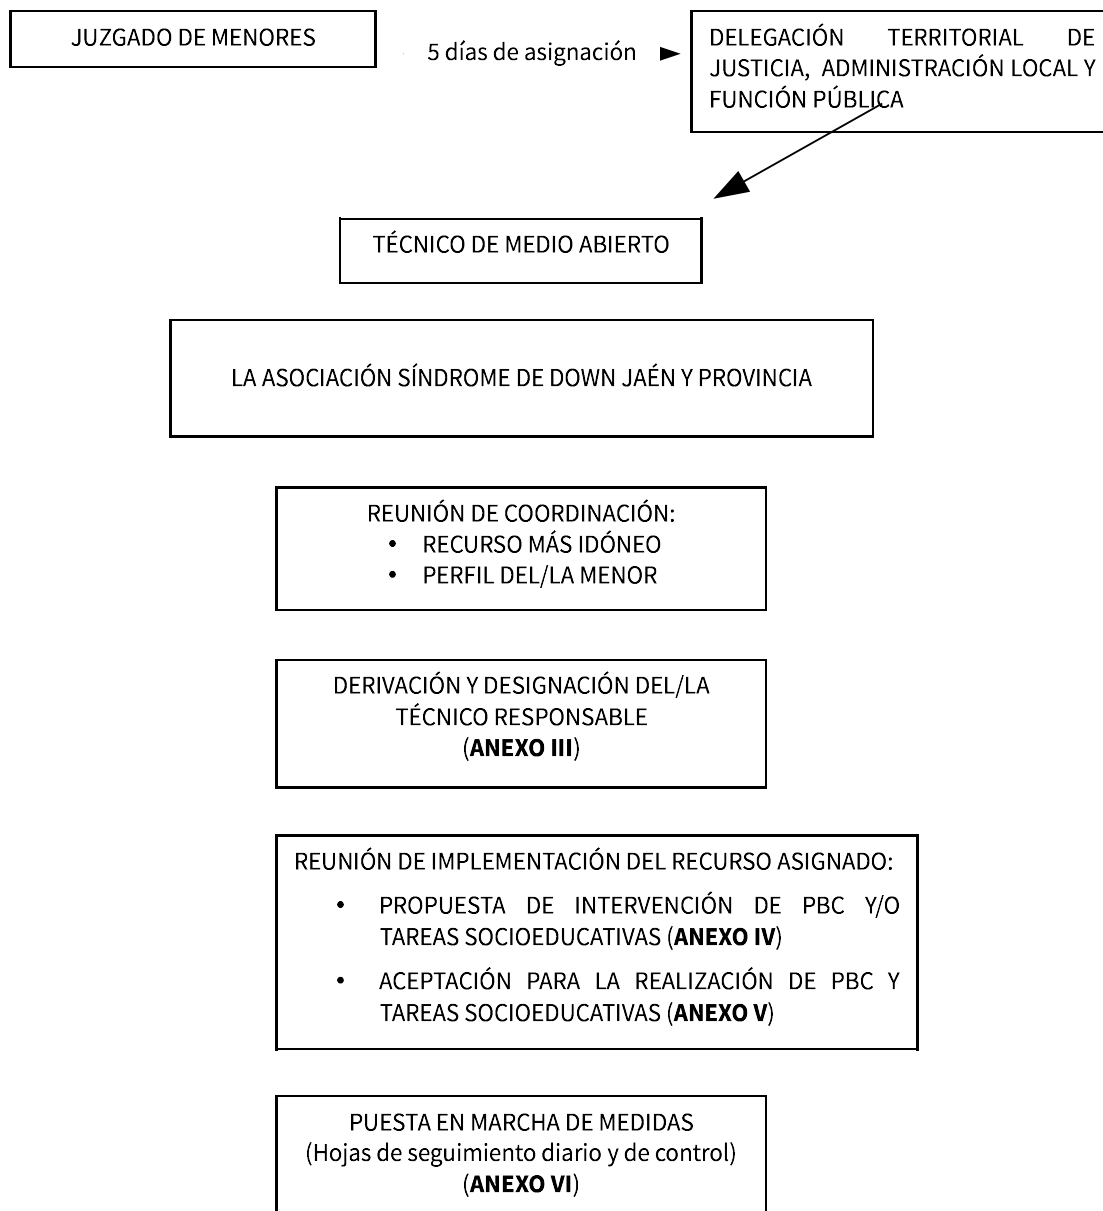 JUZGADO DE MENORES
5 días de asignación
DELEGACIÓN TERRITORIAL DE
JUSTICIA, ADMINISTRACIÓN LOCAL Y
FUNCIÓN PÚBLICA
TÉCNICO DE MEDIO ABIERTO
LA ASOCIACIÓN SÍNDROME DE DOWN JAÉN Y PROVINCIA
REUNIÓN DE COORDINACIÓN:
• RECURSO MÁS IDÓNEO
• PERFIL DEL/LA MENOR
DERIVACIÓN Y DESIGNACIÓN DEL/LA
TÉCNICO RESPONSABLE
(ANEXO III)
REUNIÓN DE IMPLEMENTACIÓN DEL RECURSO ASIGNADO:
• PROPUESTA DE INTERVENCIÓN DE PBC Y/O
TAREAS SOCIOEDUCATIVAS (ANEXO IV)
• ACEPTACIÓN PARA LA REALIZACIÓN DE PBC Y
TAREAS SOCIOEDUCATIVAS (ANEXO V)
PUESTA EN MARCHA DE MEDIDAS
(Hojas de seguimiento diario y de control)
(ANEXO VI)